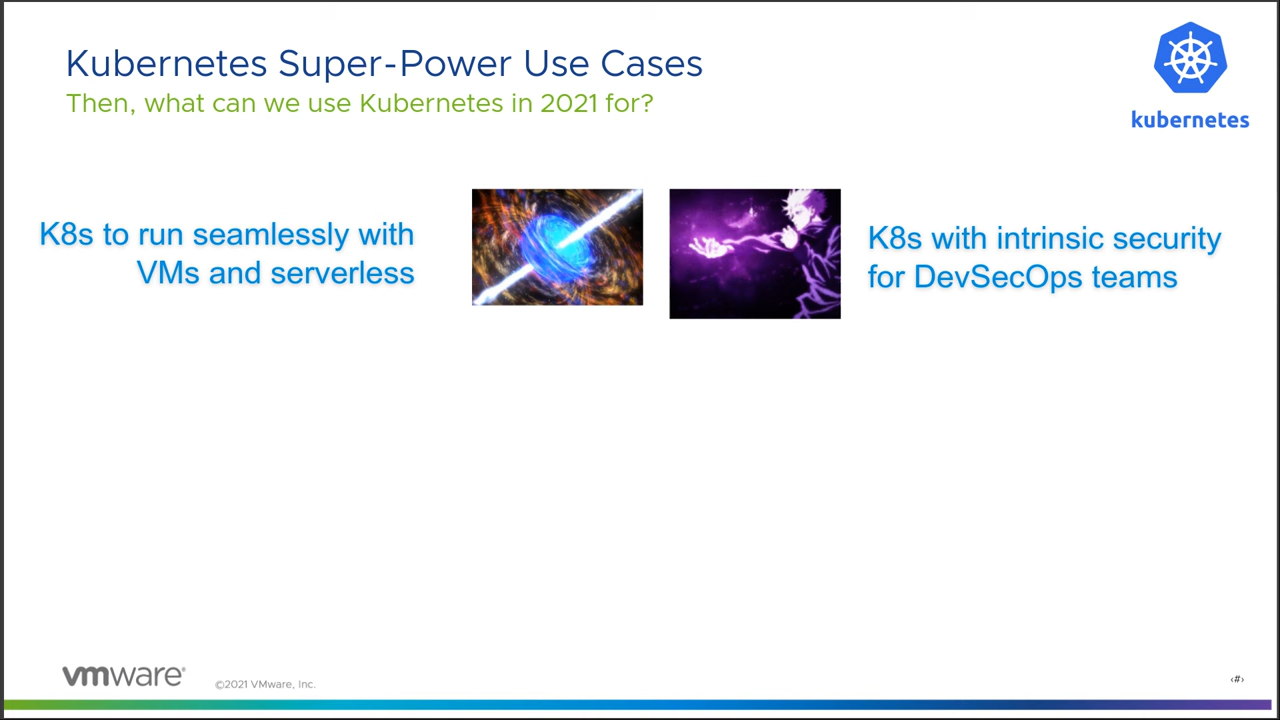 Kubernetes Super-Power Use Cases
Then, what can we use Kubernetes in 2021 for?
kubernetes
K8s to run seamlessly with
VMs and serverless
K8s with intrinsic security
for DevSecOps teams
vmware®
©2021 VMware, Inc.
‹#›